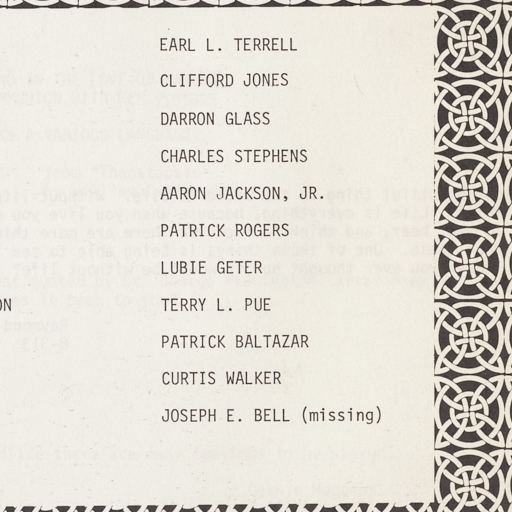 EARL L. TERRELL
CLIFFORD JONES
DARRON GLASS
CHARLES STEPHENS
AARON JACKSON, JR.
PATRICK ROGERS
LUBIE GETER
ON TERRY L. PUE
PATRICK BALTAZAR
CURTIS WALKER
JOSEPH E. BELL (missing)